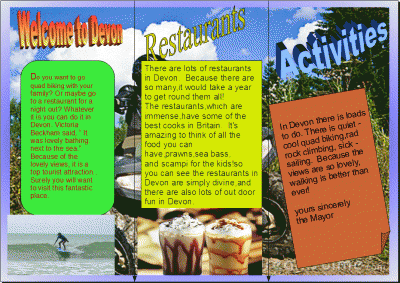 Welcome to Devon
Do you want to go
quad biking with your
family? Or maybe go
to a restaurant for a
night out? Whatever
it is you can do it in
Devon. Victoria
Beckham said, " It
was lovely bathing
next to the sea."
Because of the
lovely views, it is a
top tourist attraction.
Surely you will want
to visit this fantastic
place.
Restaurants
There are lots of restaurants
in Devon. Because there are
so many,it would take a year
to get round them all!
The restaurants,which are
immense,have some of the
best cooks in Britain. It's
amazing to think of all the
food you can
have:prawns,sea bass,
and scampi for the kids!so
you can see the restaurants in
Devon are simply divine and
there are also lots of out door
fun in Devon.
Activities
In Devon there is loads
to do. There is quiet -
cool quad biking,rad
rock climbing, sick -
sailing. Because the
views are so lovely,
walking is better than
ever!
yours sincerely
the Mayor